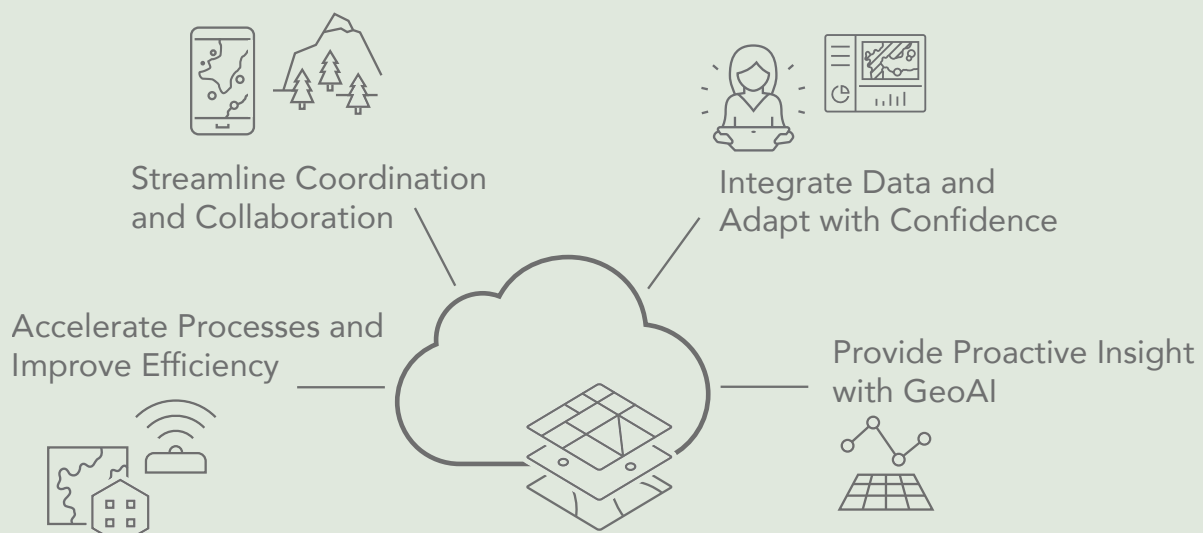 Streamline Coordination
and Collaboration
Integrate Data and
Adapt with Confidence
Accelerate Processes and
Improve Efficiency
Provide Proactive Insight
with GeoAI